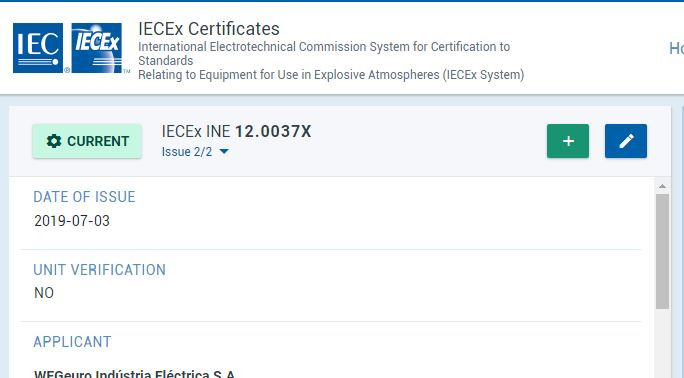 IEC
®
IECEx
TM
IECEx Certificates
International Electrotechnical Commission System for Certification to
Standards
Relating to Equipment for Use in Explosive Atmospheres (IECEx System)
Ho
CURRENT
IECEx INE 12.0037X
Issue 2/2
+
DATE OF ISSUE
2019-07-03
UNIT VERIFICATION
NO
APPLICANT
WEGeuro Indústria Eléctrica S.A.